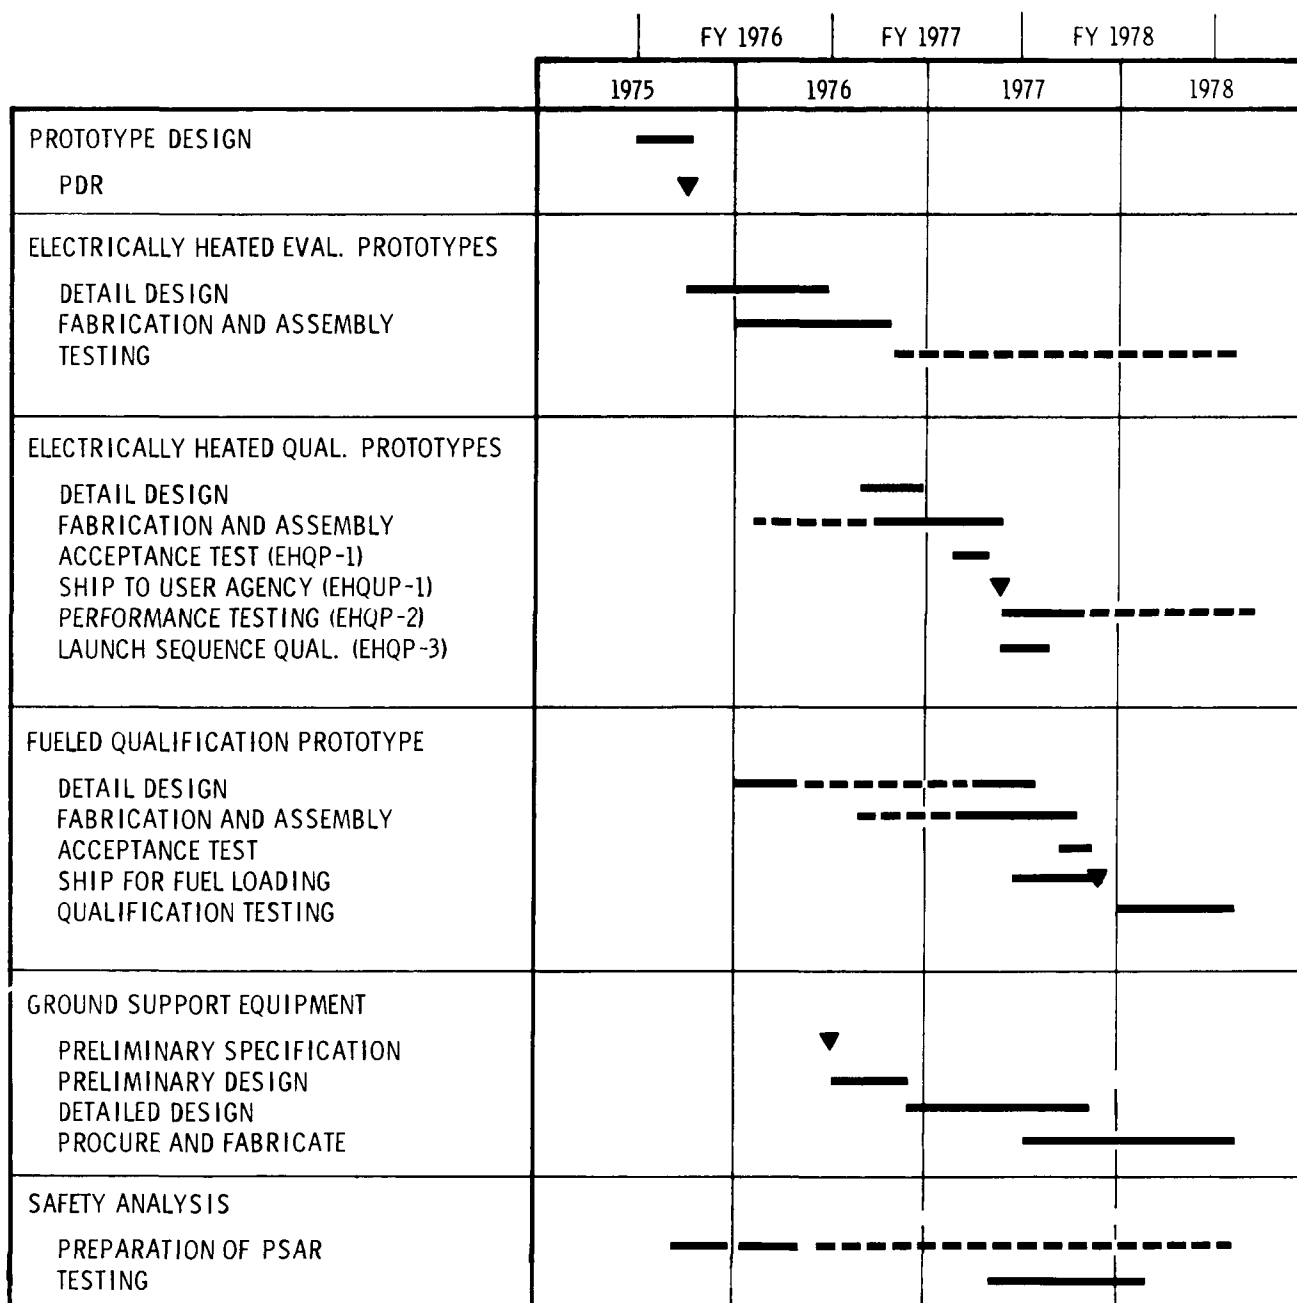 FY 1976 FY 1977 FY 1978
1975 1976 1977 1978
PROTOTYPE DESIGN
PDR
ELECTRICALLY HEATED EVAL. PROTOTYPES
DETAIL DESIGN
FABRICATION AND ASSEMBLY
TESTING
ELECTRICALLY HEATED QUAL. PROTOTYPES
DETAIL DESIGN
FABRICATION AND ASSEMBLY
ACCEPTANCE TEST (EHQP-1)
SHIP TO USER AGENCY (EHQUP-1)
PERFORMANCE TESTING (EHQP-2)
LAUNCH SEQUENCE QUAL. (EHQP-3)
FUELED QUALIFICATION PROTOTYPE
DETAIL DESIGN
FABRICATION AND ASSEMBLY
ACCEPTANCE TEST
SHIP FOR FUEL LOADING
QUALIFICATION TESTING
GROUND SUPPORT EQUIPMENT
PRELIMINARY SPECIFICATION
PRELIMINARY DESIGN
DETAILED DESIGN
PROCURE AND FABRICATE
SAFETY ANALYSIS
PREPARATION OF PSAR
TESTING